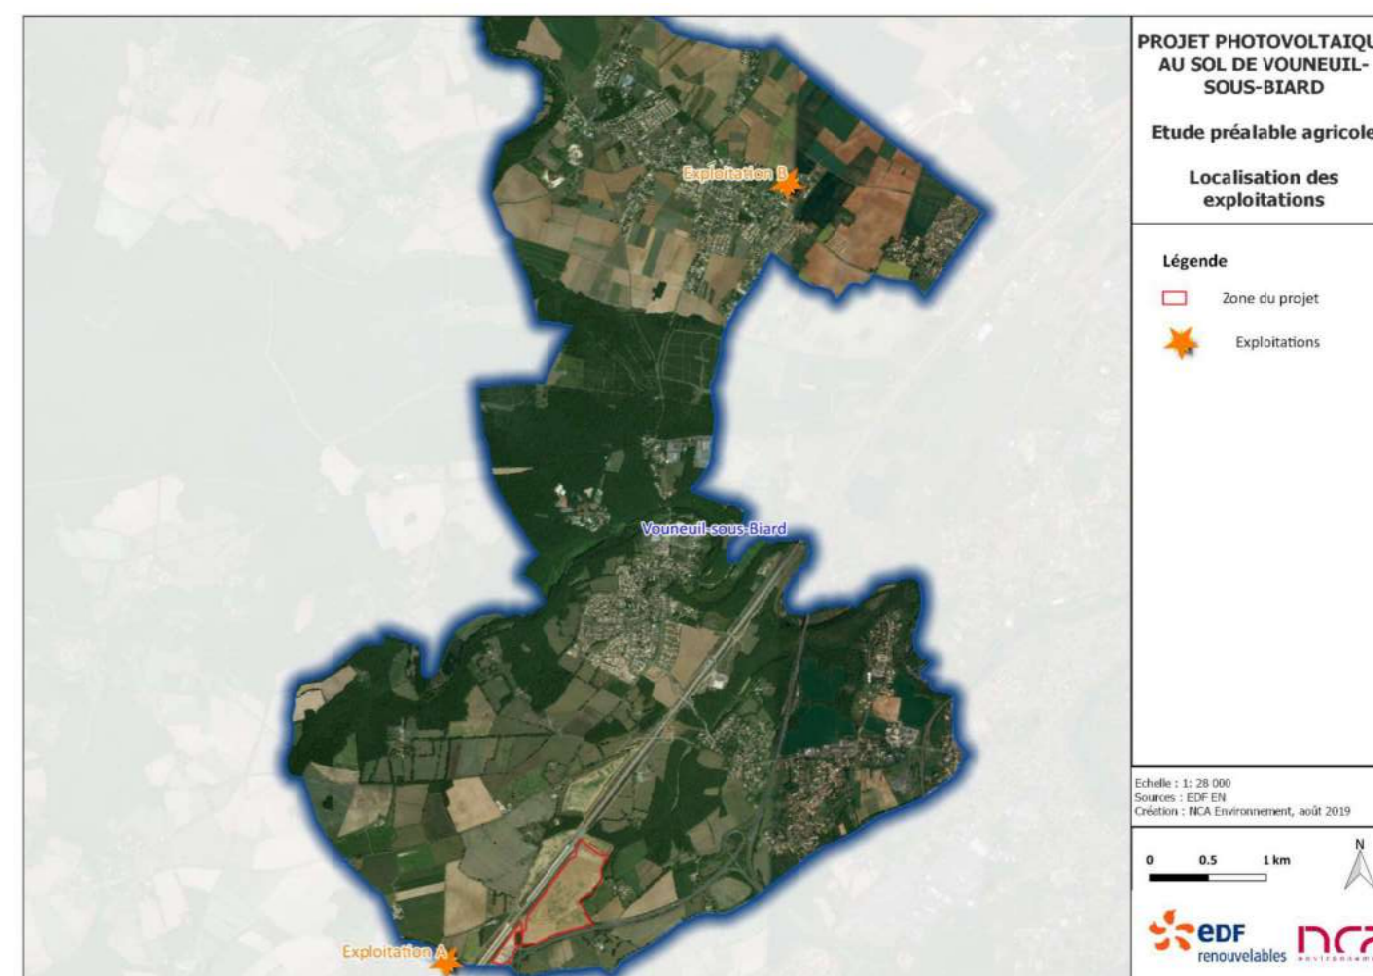 PROJET PHOTOVOLTAIQU
AU SOL DE VOUNEUIL-
SOUS-BIARD
Etude préalable agricole
Localisation des
exploitations
Légende
Zone du projet
Exploitations
Exploitation B
Vouneuil-sous-Biard
Exploitation A
Echelle : 1: 28 000
Sources : EDF EN
Création : NCA Environnement, août 2019
0 0.5 1 km
N
eDF
renouvelables
nca
environnem